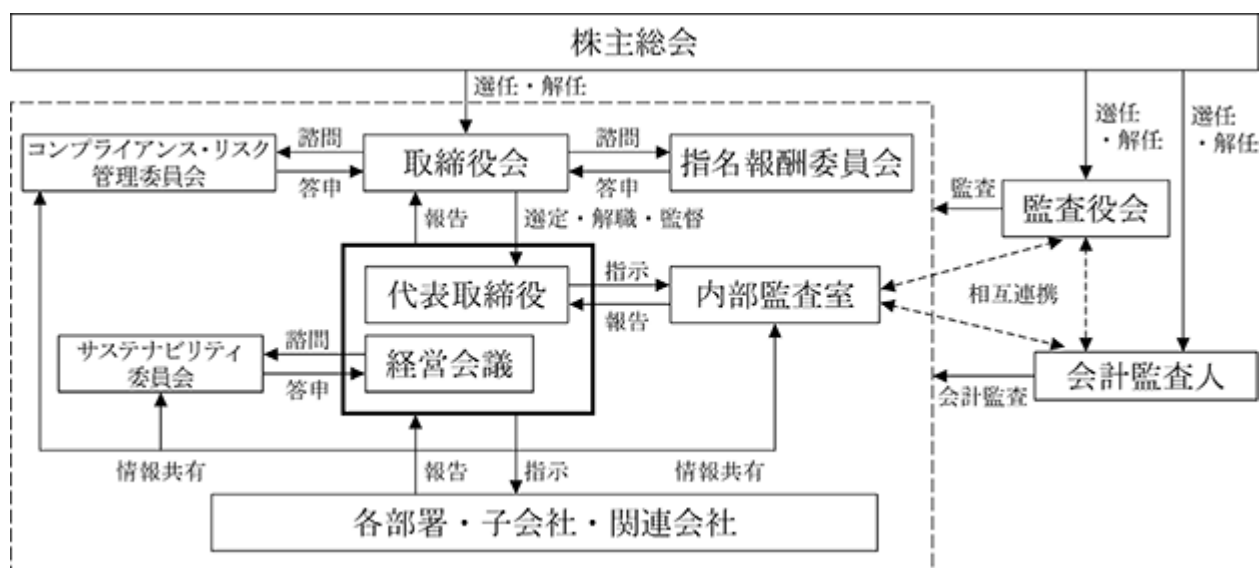 株主総会
選任・解任
選任
・解任
選任
・解任
コンプライアンス・リスク
管理委員会
諮問
答申
取締役会
諮問
答申
指名報酬委員会
監査
監査役会
報告
選定・解職・監督
代表取締役
指示
報告
内部監査室
相互連携
サステナビリティ
委員会
諮問
答申
経営会議
会計監査
会計監査人
情報共有
報告
指示
情報共有
各部署・子会社・関連会社